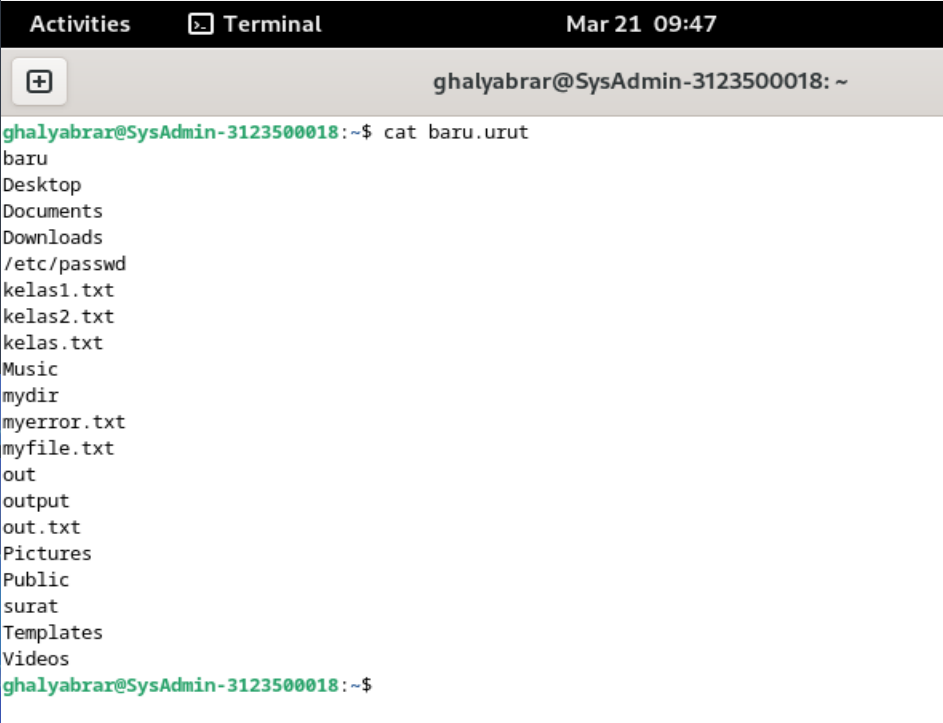 Activities Terminal Mar 21 09:47
ghalyabrar@SysAdmin-3123500018: ~
ghalyabrar@SysAdmin-3123500018:~$ cat baru.urut
baru
Desktop
Documents
Downloads
/etc/passwd
kelas1.txt
kelas2.txt
kelas.txt
Music
mydir
myerror.txt
myfile.txt
out
output
out.txt
Pictures
Public
surat
Templates
Videos
ghalyabrar@SysAdmin-3123500018:~$